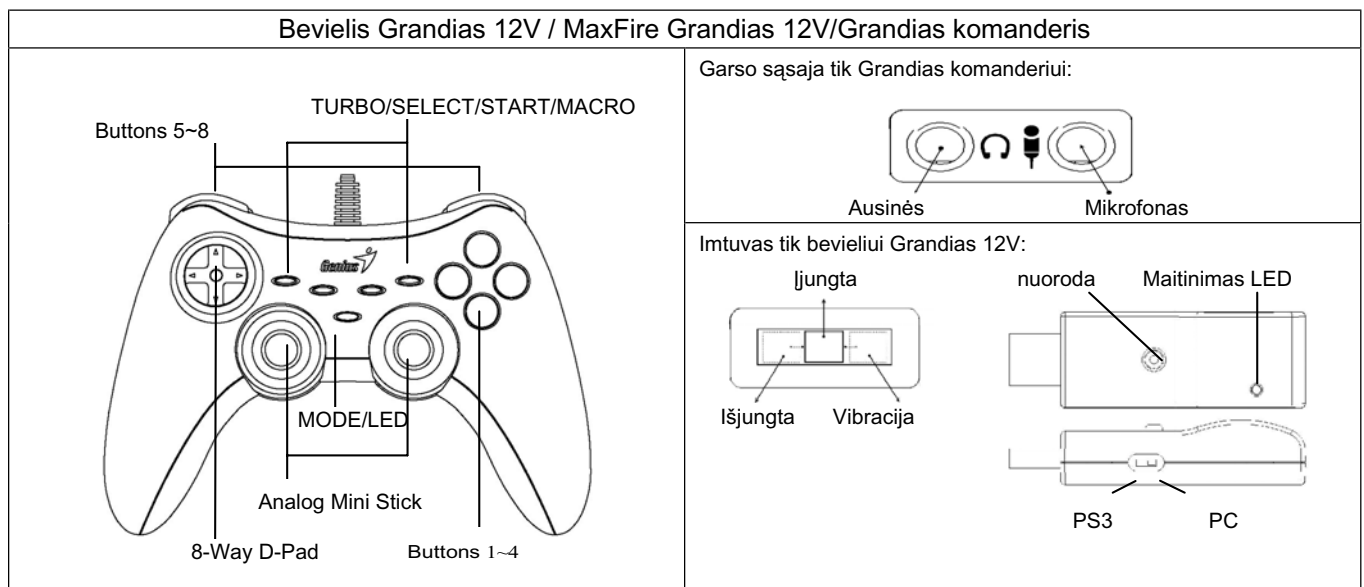 Bevielis Grandias 12V / MaxFire Grandias 12V/Grandias komanderis
TURBO/SELECT/START/MACRO
Buttons 5~8
Genius
MODE/LED
Analog Mini Stick
8-Way D-Pad
Buttons 1~4
Garso sąsaja tik Grandias komanderiui:
Ausinės
Mikrofonas
Imtuvas tik bevieliui Grandias 12V:
Įjungta
Išjungta
Vibracija
nuoroda
Maitinimas LED
PS3
PC